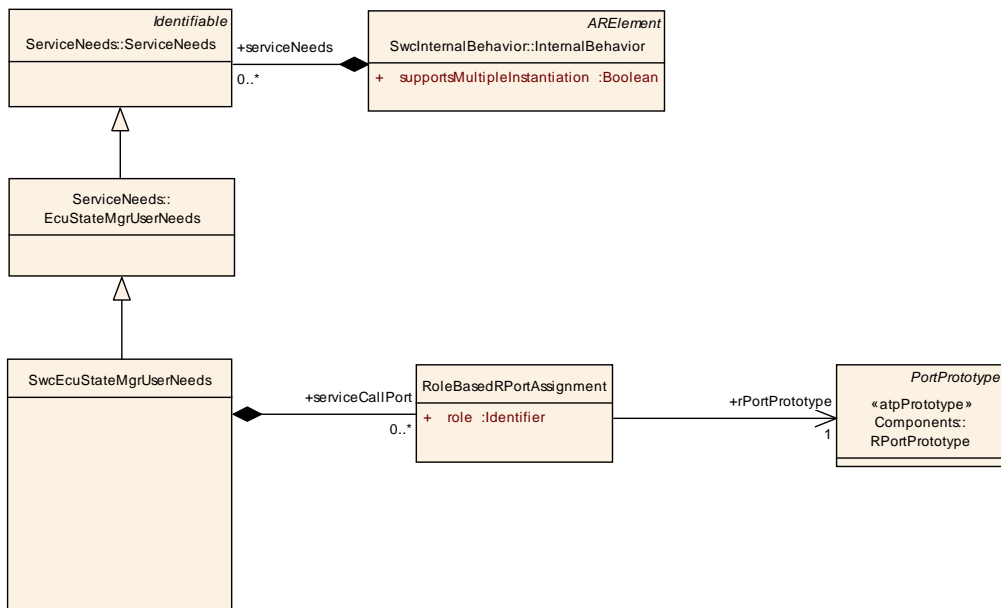 Identifiable
ServiceNeeds::ServiceNeeds
+serviceNeeds
0..*
ARElement
SwcInternalBehavior::InternalBehavior
+ supportsMultipleInstantiation :Boolean
ServiceNeeds::
EcuStateMgrUserNeeds
SwcEcuStateMgrUserNeeds
+serviceCallPort
0..*
RoleBasedRPortAssignment
+ role :Identifier
+rPortPrototype
1
PortPrototype
«atpPrototype»
Components::
RPortPrototype